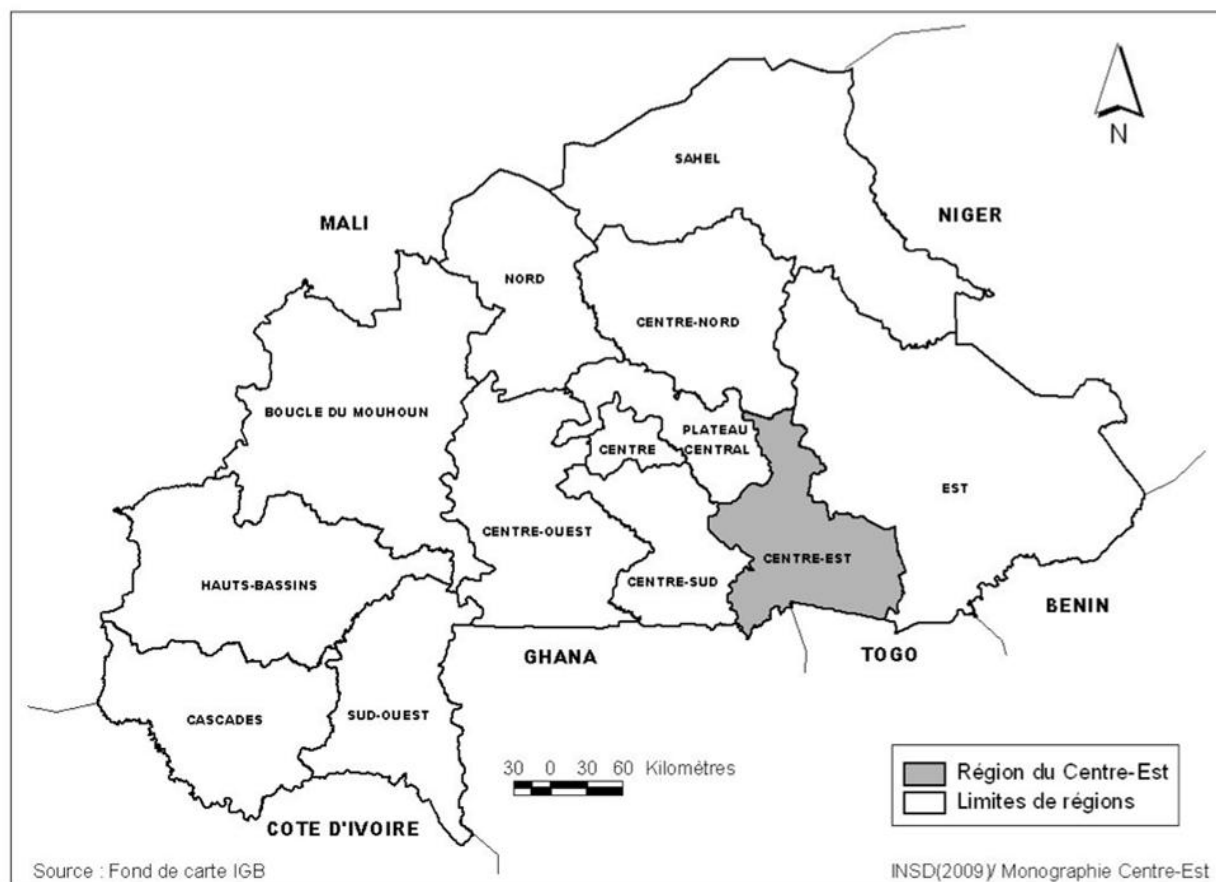 N
SAHEL
NIGER
MALI
NORD
CENTRE-NORD
BOUCLE DU MOUHOUN
PLATEAU
CENTRAL
CENTRE
EST
CENTRE-OUEST
CENTRE-EST
HAUTS-BASSINS
CENTRE-SUD
BENIN
GHANA
TOGO
CASCADES
SUD-OUEST
30 0 30 60 Kilomètres
Région du Centre-Est
Limites de régions
COTE D'IVOIRE
Source : Fond de carte IGB
INSD(2009)/ Monographie Centre-Est